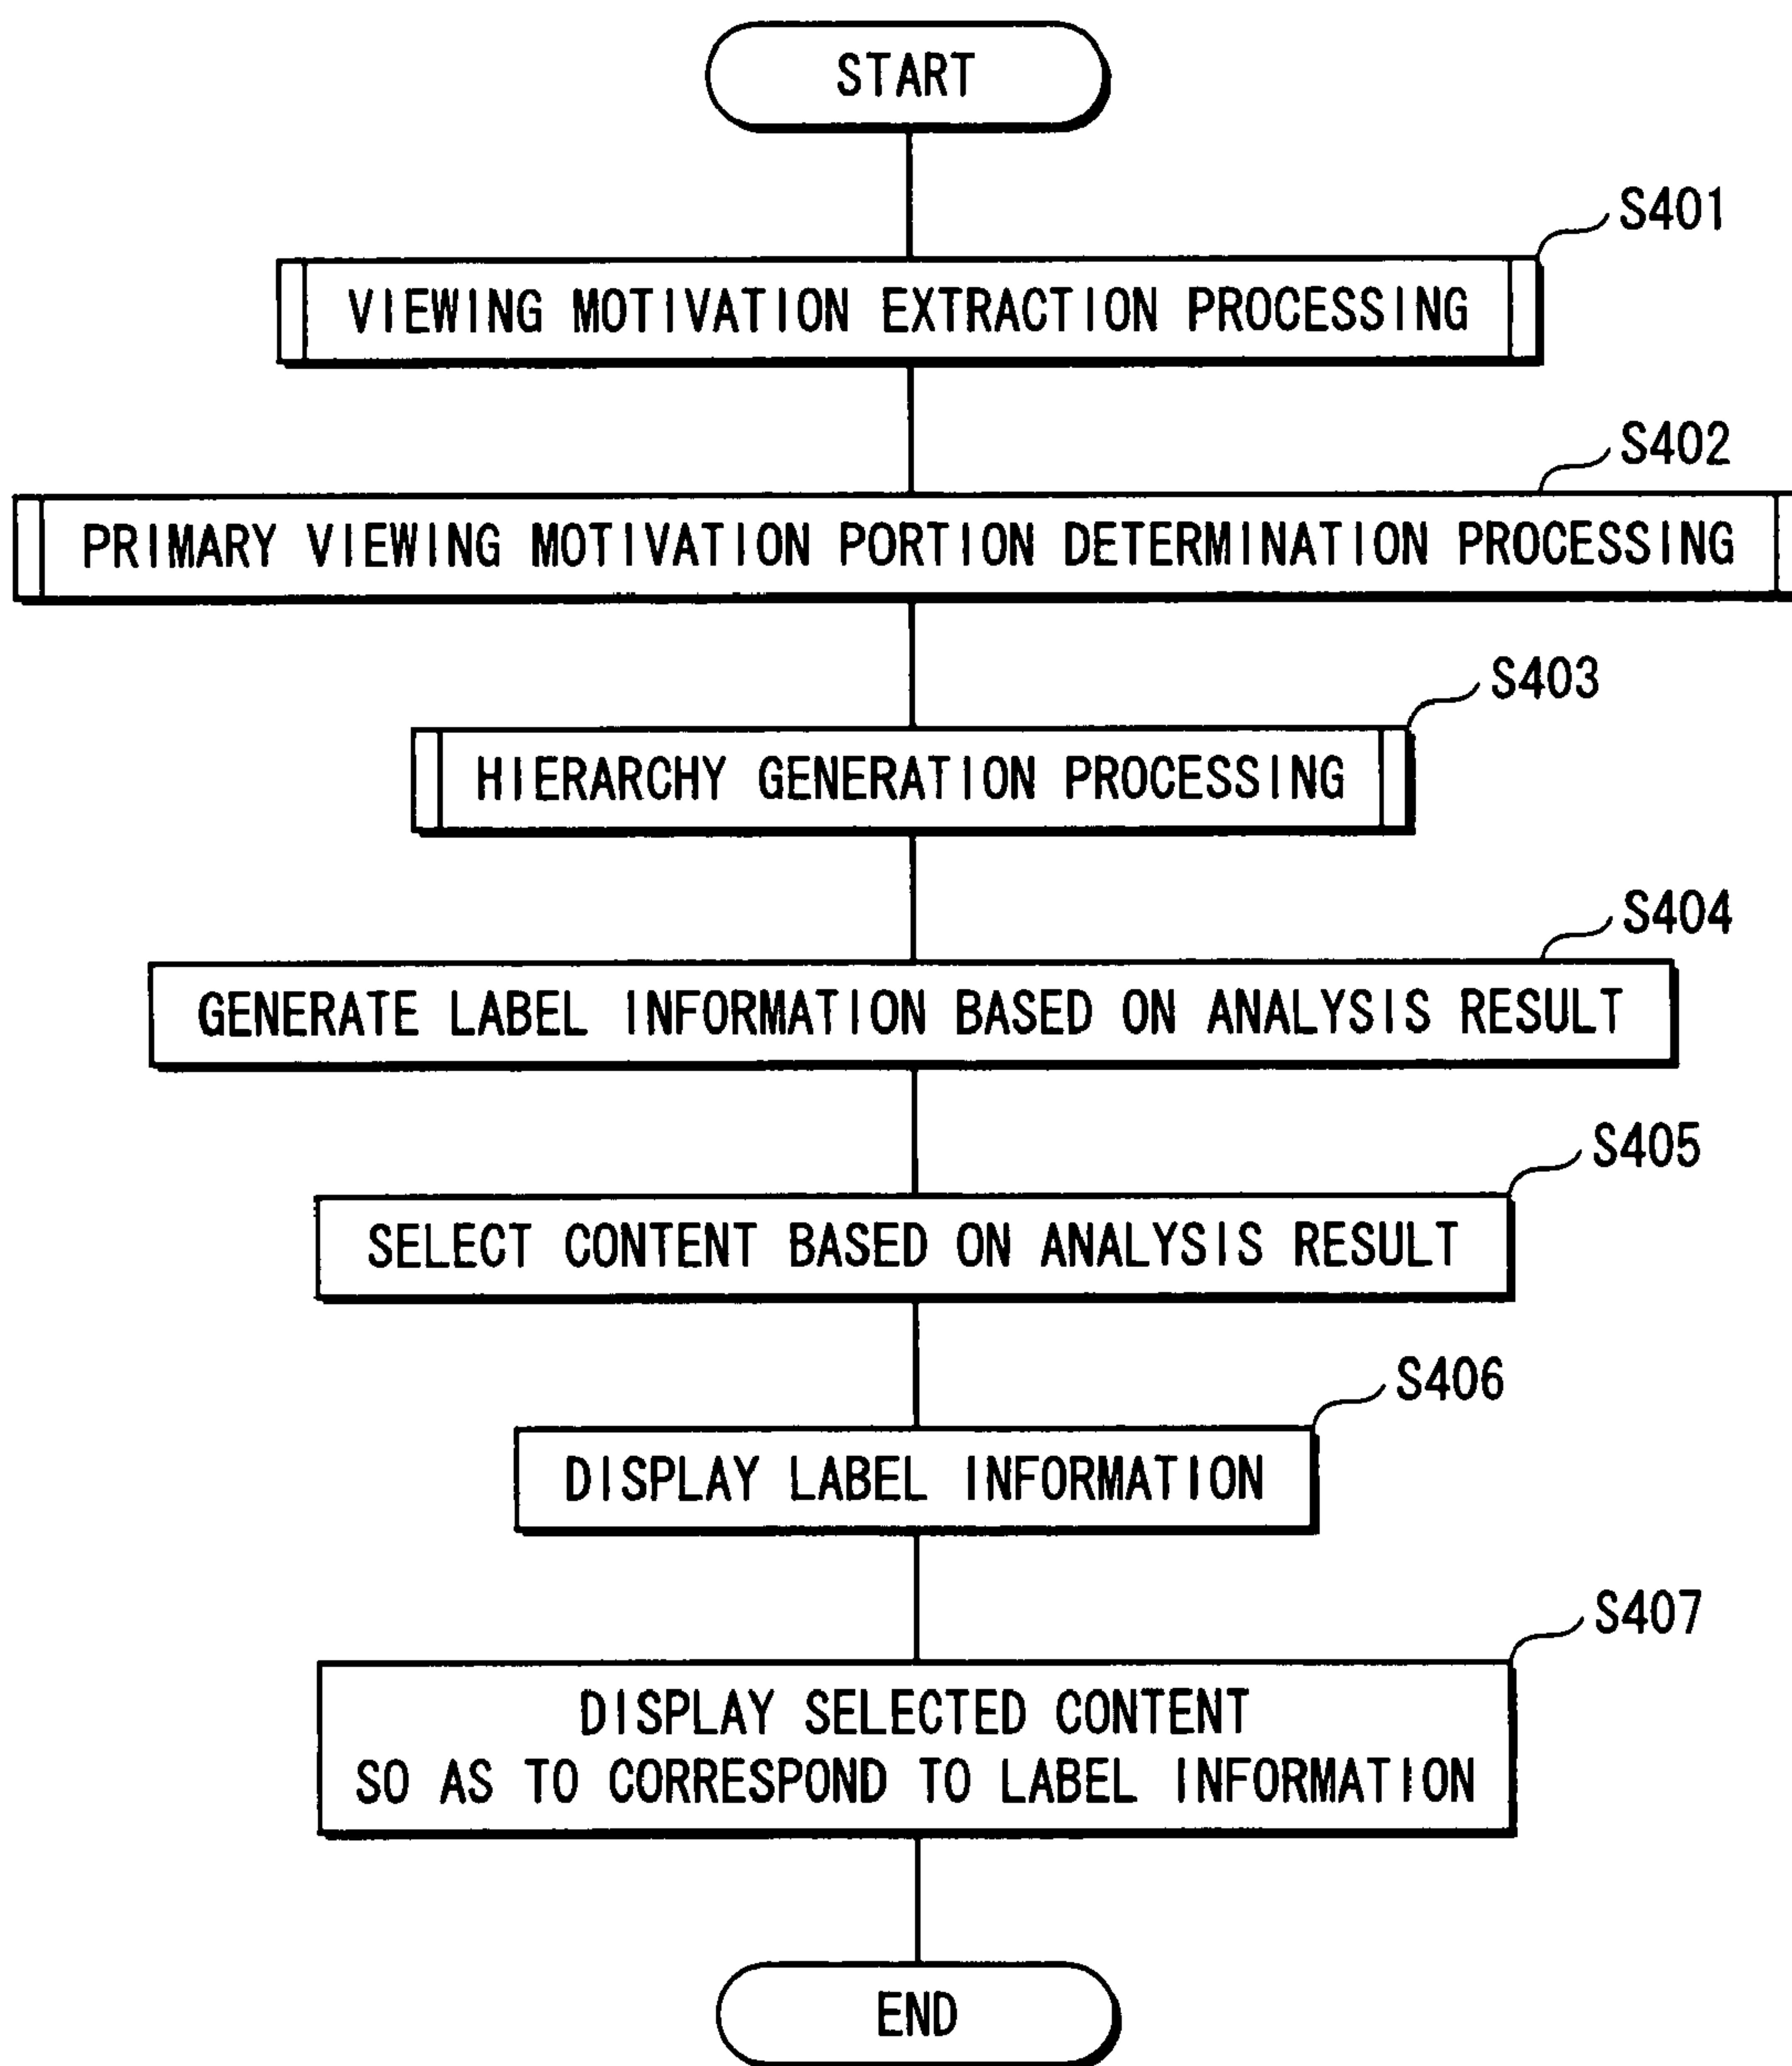 START
S401
VIEWING MOTIVATION EXTRACTION PROCESSING
S402
PRIMARY VIEWING MOTIVATION PORTION DETERMINATION PROCESSING
S403
HIERARCHY GENERATION PROCESSING
S404
GENERATE LABEL INFORMATION BASED ON ANALYSIS RESULT
S405
SELECT CONTENT BASED ON ANALYSIS RESULT
S406
DISPLAY LABEL INFORMATION
S407
DISPLAY SELECTED CONTENT
SO AS TO CORRESPOND TO LABEL INFORMATION
END